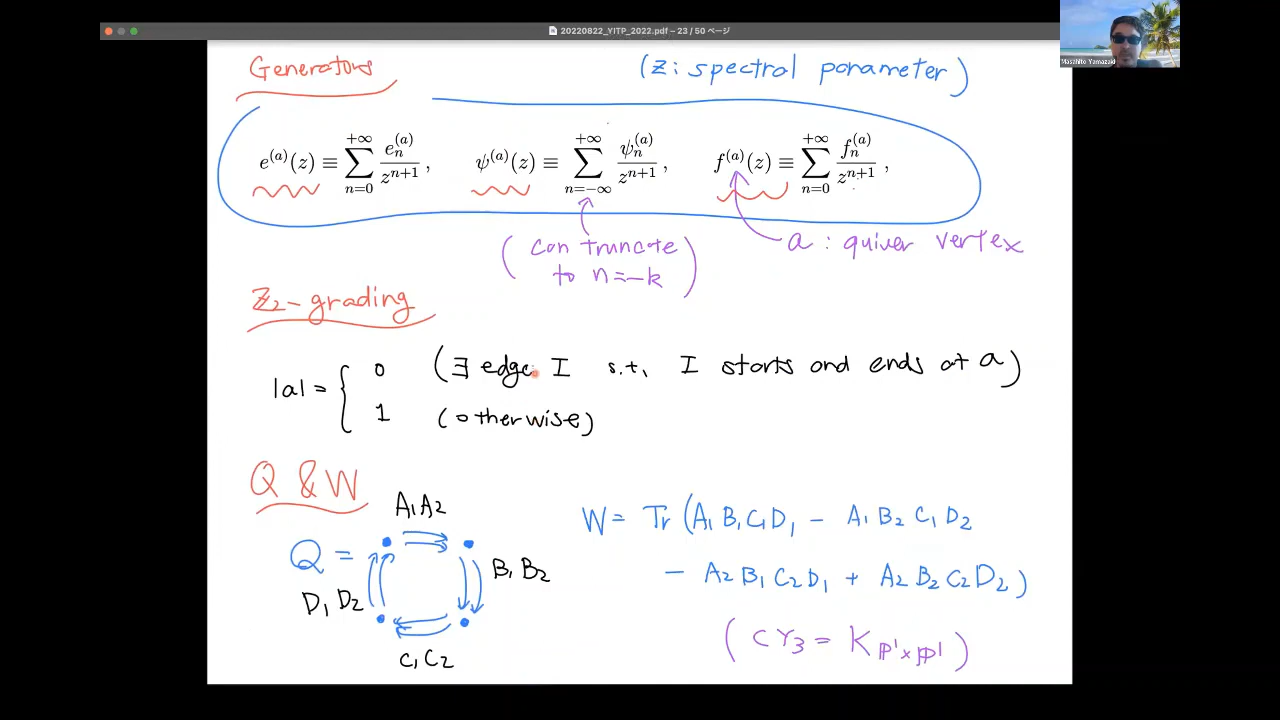 20220822_YITP_2022.pdf – 23 / 50 ページ
Masahito Yamazaki
Generators (z : spectral parameter)
e^{(a)}(z) ≡ \sum_{n=0}^{+∞} \frac{e_n^{(a)}}{z^{n+1}} , ψ^{(a)}(z) ≡ \sum_{n=-∞}^{+∞} \frac{ψ_n^{(a)}}{z^{n+1}} , f^{(a)}(z) ≡ \sum_{n=0}^{+∞} \frac{f_n^{(a)}}{z^{n+1}} ,
(can truncate a : quiver vertex
to n=-k)
Z₂-grading
|a| = { 0 (∃ edge I s.t. I starts and ends at a)
1 (otherwise)
Q & W
A₁ A₂
W = Tr (A₁ B₁ C₁ D₁ − A₁ B₂ C₁ D₂
Q =
B₁ B₂
− A₂ B₁ C₂ D₁ + A₂ B₂ C₂ D₂)
D₁ D₂
C₁ C₂
(CY₃ = K_{ℙ¹×ℙ¹})